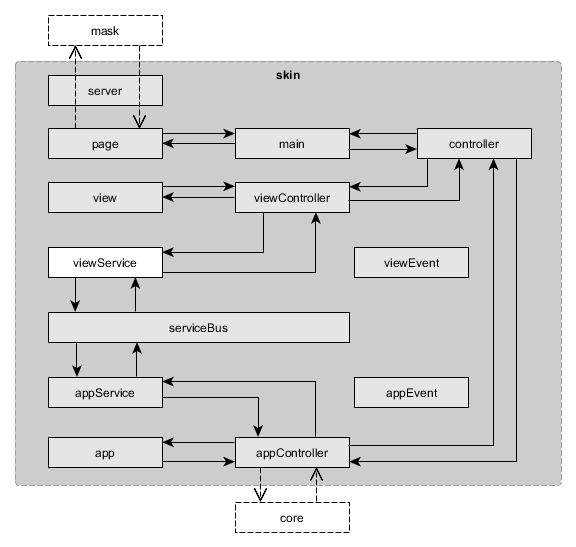 mask
skin
server
page
main
controller
view
viewController
viewService
viewEvent
serviceBus
appService
appEvent
app
appController
core